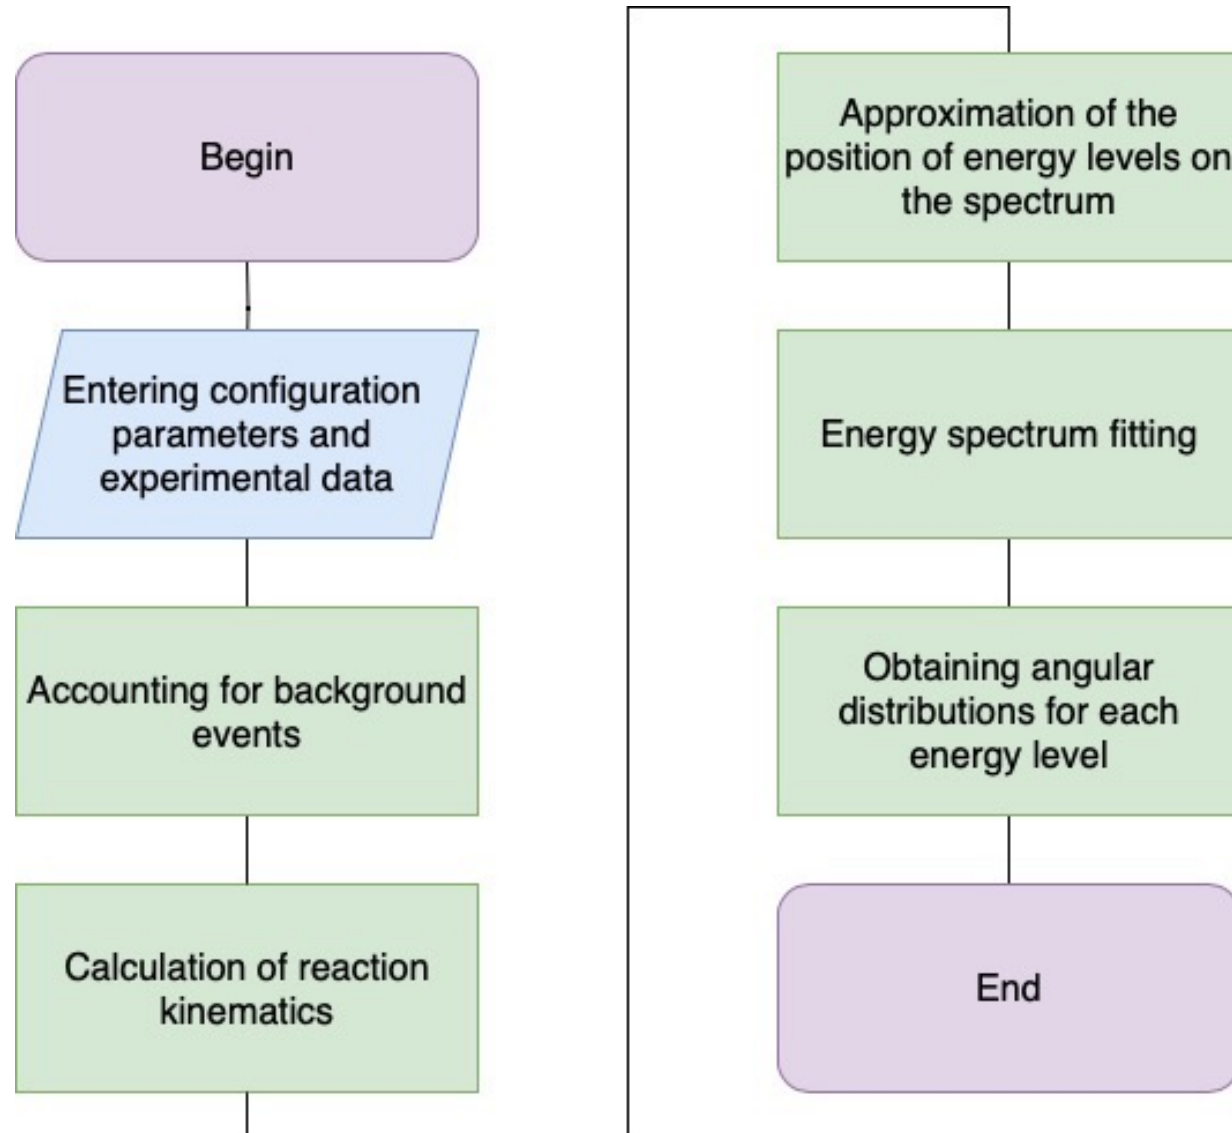 Begin
Entering configuration
parameters and
experimental data
Accounting for background
events
Calculation of reaction
kinematics
Approximation of the
position of energy levels on
the spectrum
Energy spectrum fitting
Obtaining angular
distributions for each
energy level
End